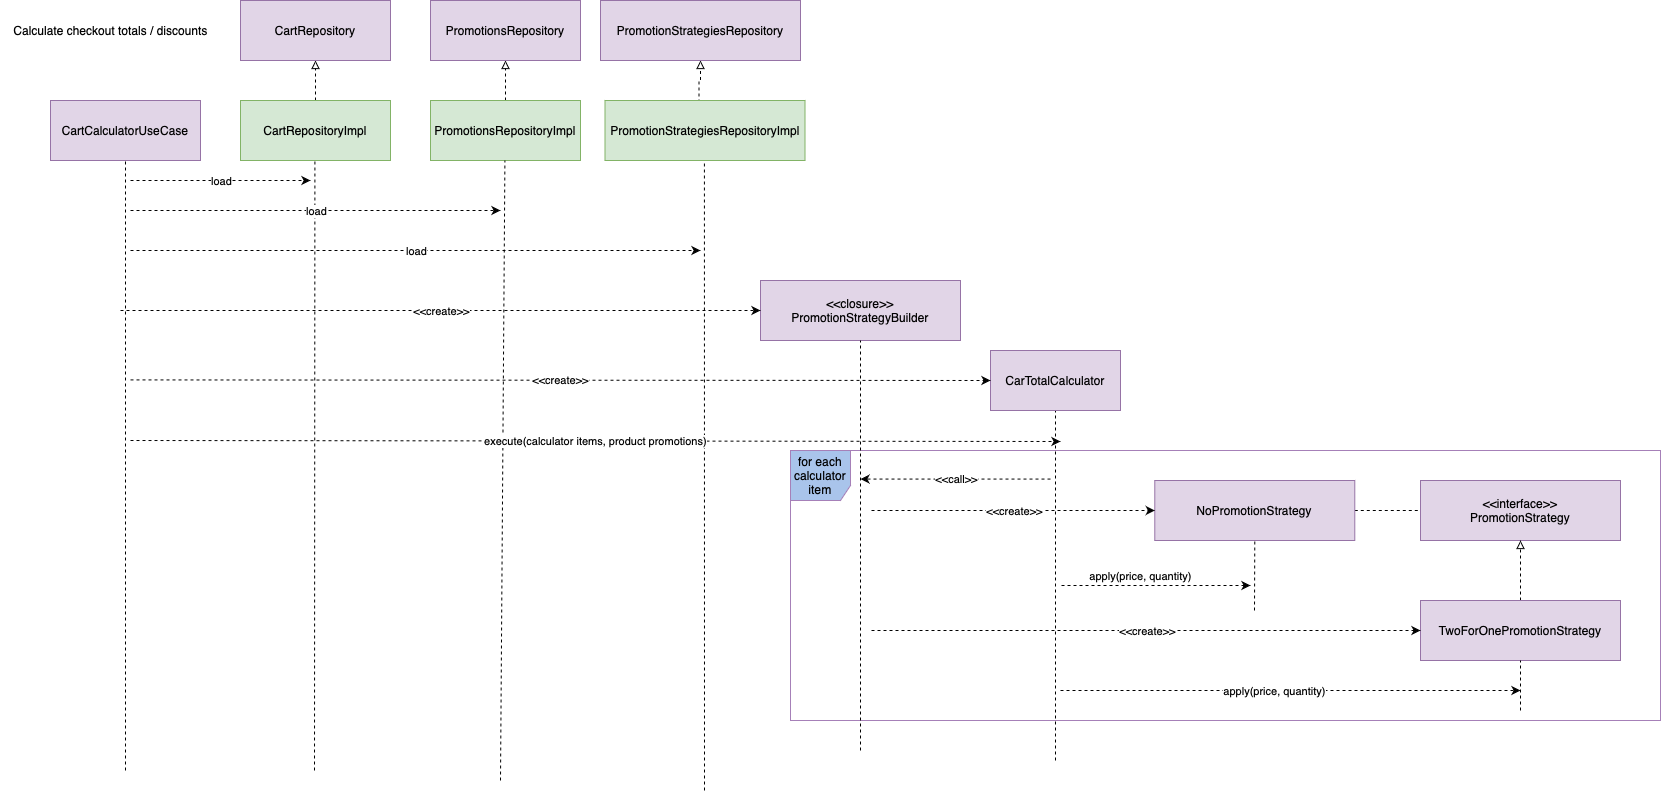 Calculate checkout totals / discounts
CartRepository
PromotionsRepository
PromotionStrategiesRepository
CartCalculatorUseCase
CartRepositoryImpl
PromotionsRepositoryImpl
PromotionStrategiesRepositoryImpl
load
load
load
<<create>>
<<closure>>
PromotionStrategyBuilder
<<create>>
CarTotalCalculator
execute(calculator items, product promotions)
for each
calculator
item
<<call>>
<<create>>
NoPromotionStrategy
<<interface>>
PromotionStrategy
apply(price, quantity)
<<create>>
TwoForOnePromotionStrategy
apply(price, quantity)